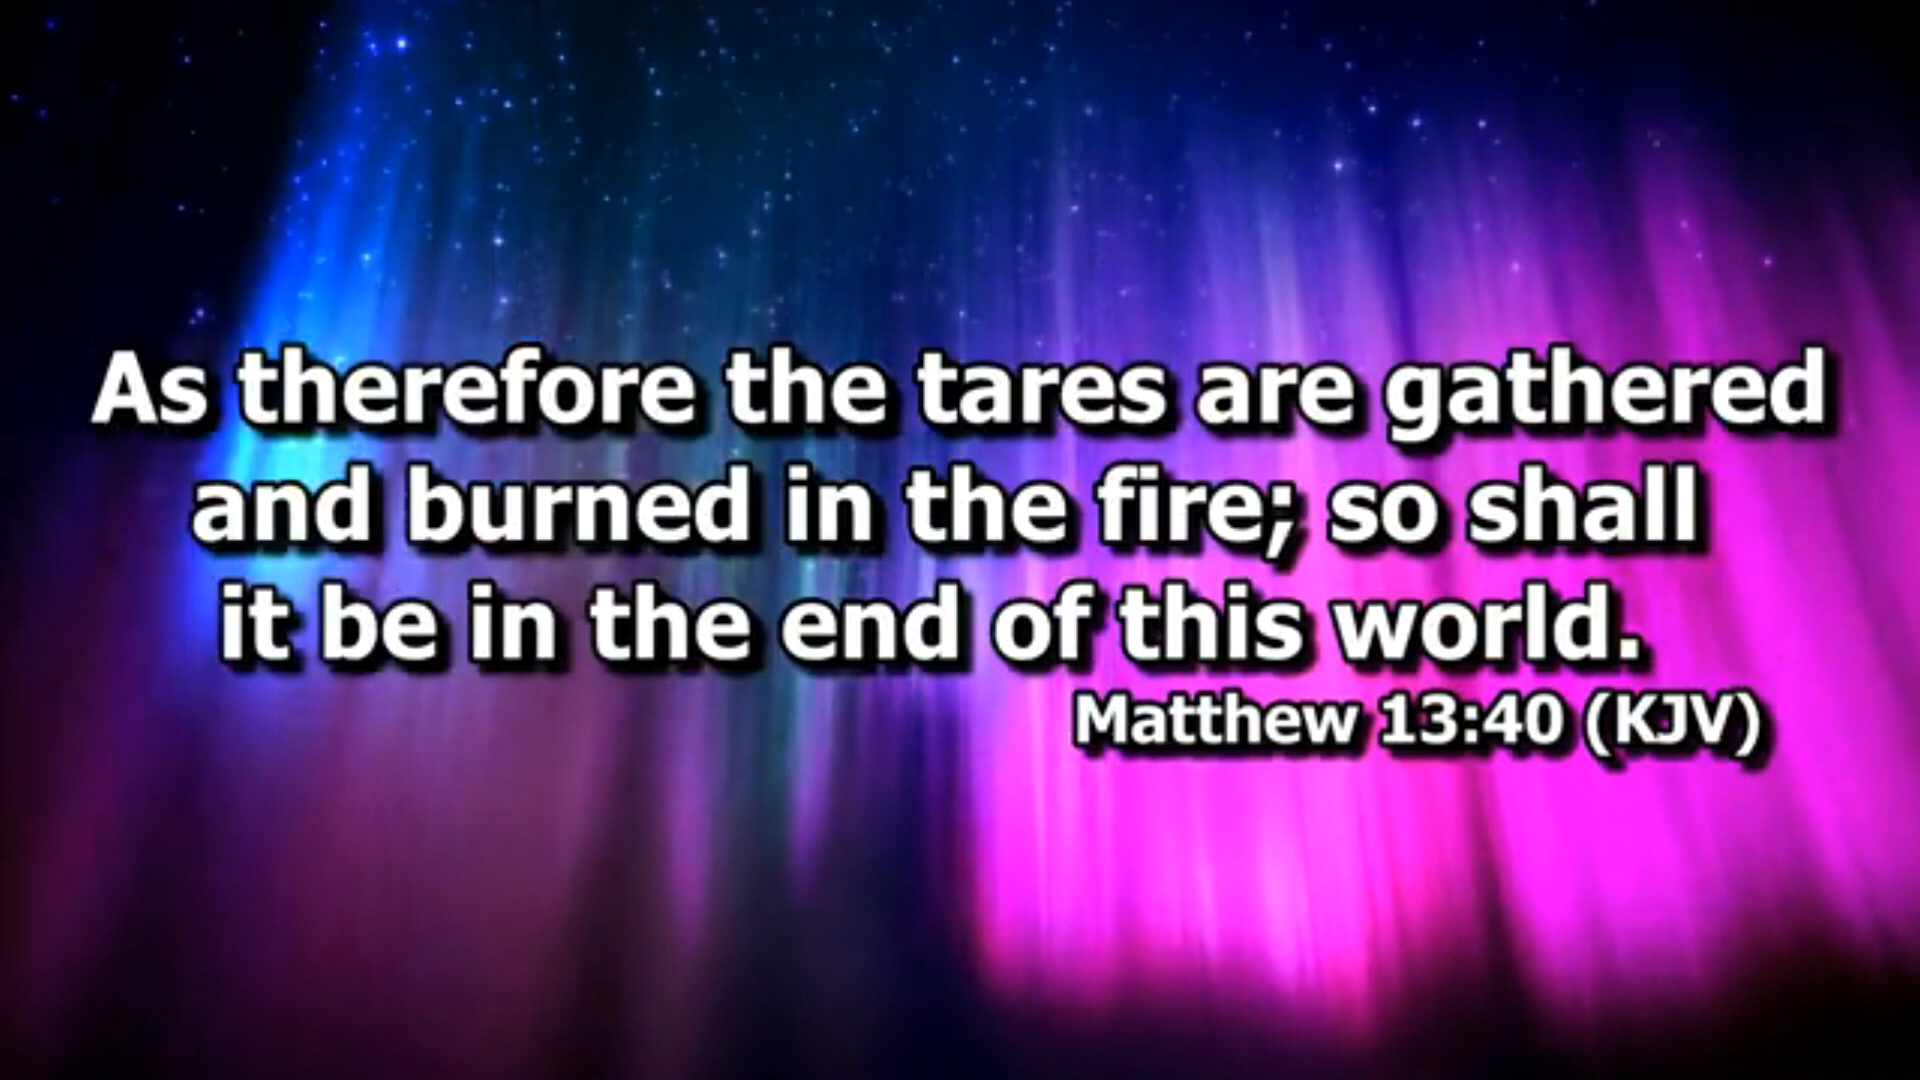 As therefore the tares are gathered
and burned in the fire; so shall
it be in the end of this world.
Matthew 13:40 (KJV)